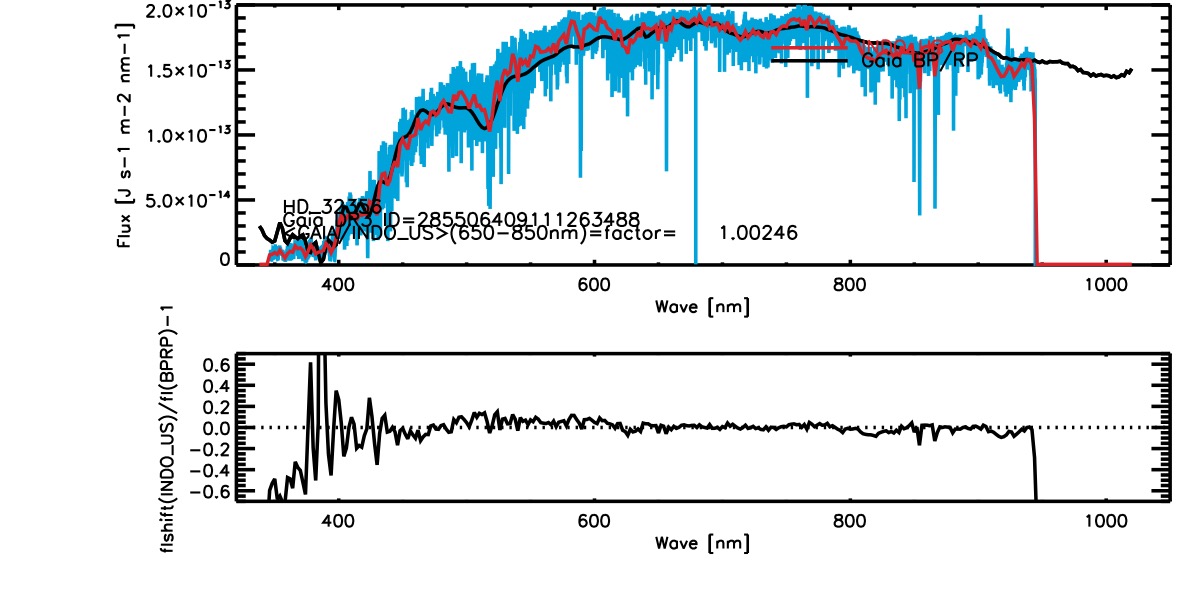 2.0×10−13
1.5×10−13
1.0×10−13
5.0×10−14
0
Flux [J s−1 m−2 nm−1]
Gaia BP/RP
Gaia DR3 ID=2855064091111263488
<GAIA/INDO_US>(650−850nm)=factor= 1.00246
400 600 800 1000
Wave [nm]
0.6
0.4
0.2
0.0
−0.2
−0.4
−0.6
flshift(INDO_US)/fl(BPRP)−1
400 600 800 1000
Wave [nm]